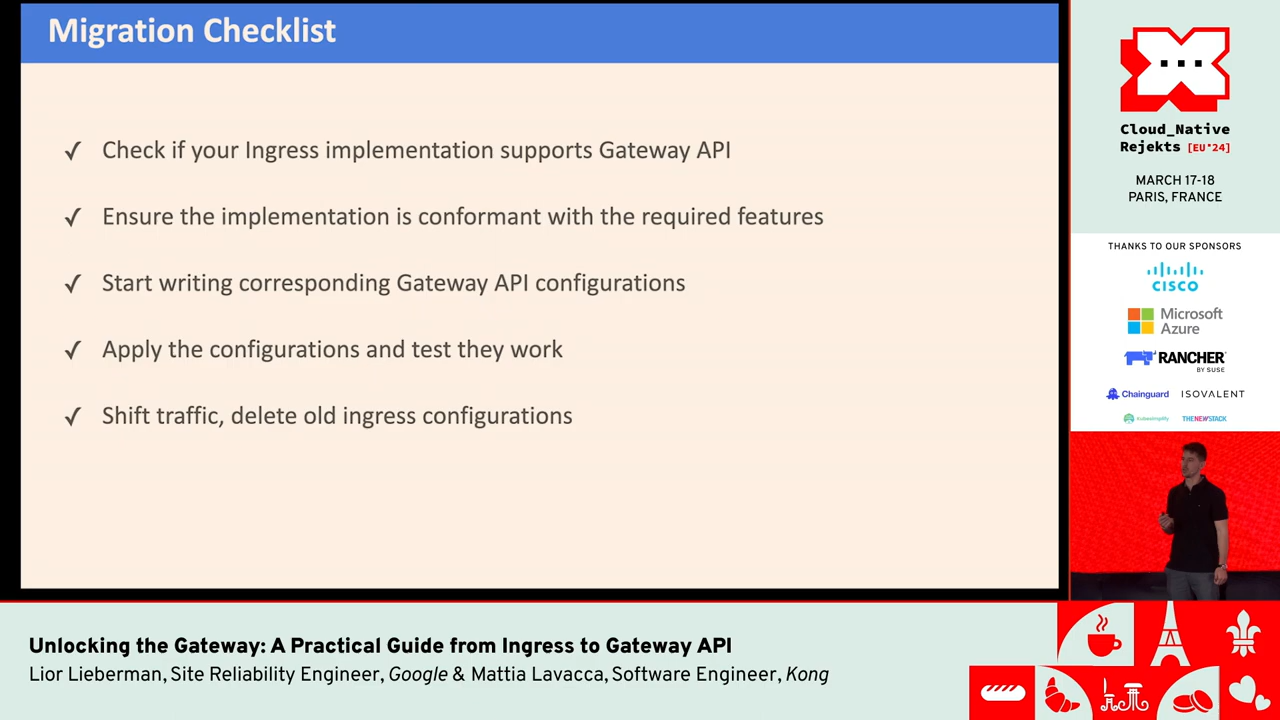 Migration Checklist
✓ Check if your Ingress implementation supports Gateway API
✓ Ensure the implementation is conformant with the required features
✓ Start writing corresponding Gateway API configurations
✓ Apply the configurations and test they work
✓ Shift traffic, delete old ingress configurations
Cloud_Native
Rejekts [EU'24]
MARCH 17-18
PARIS, FRANCE
THANKS TO OUR SPONSORS
CISCO
Microsoft
Azure
RANCHER
BY SUSE
Chainguard ISOVALENT
Kubesimplify THENEWSTACK
Unlocking the Gateway: A Practical Guide from Ingress to Gateway API
Lior Lieberman, Site Reliability Engineer, Google & Mattia Lavacca, Software Engineer, Kong